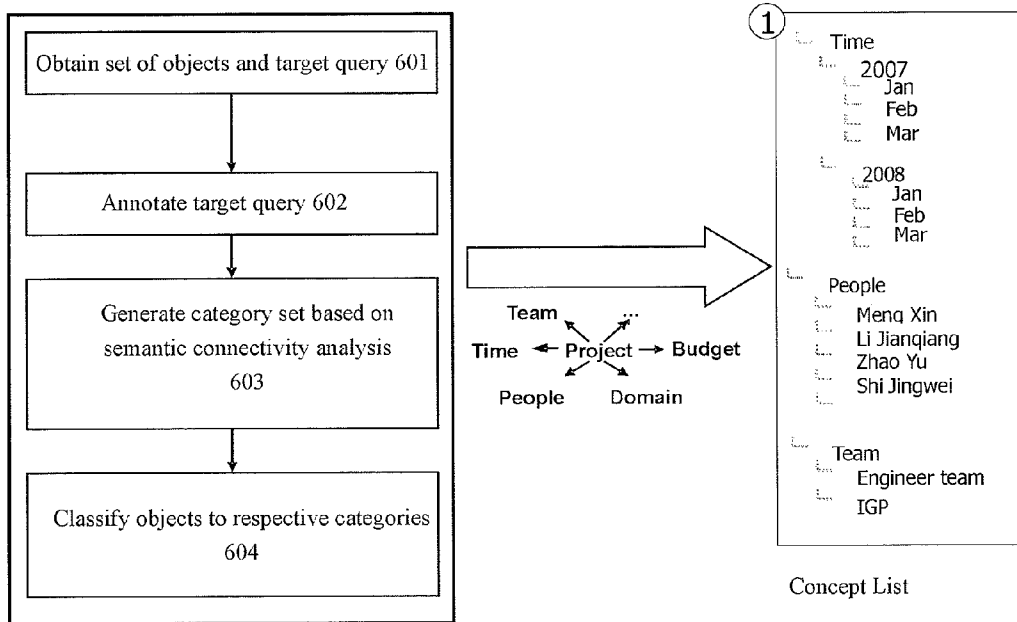 Obtain set of objects and target query 601
Annotate target query 602
Generate category set based on
semantic connectivity analysis
603
Classify objects to respective categories
604
Team
...
Time
Project
Budget
People
Domain
1
Time
2007
Jan
Feb
Mar
2008
Jan
Feb
Mar
People
Meng Xin
Li Jianqiang
Zhao Yu
Shi Jingwei
Team
Engineer team
IGP
Concept List